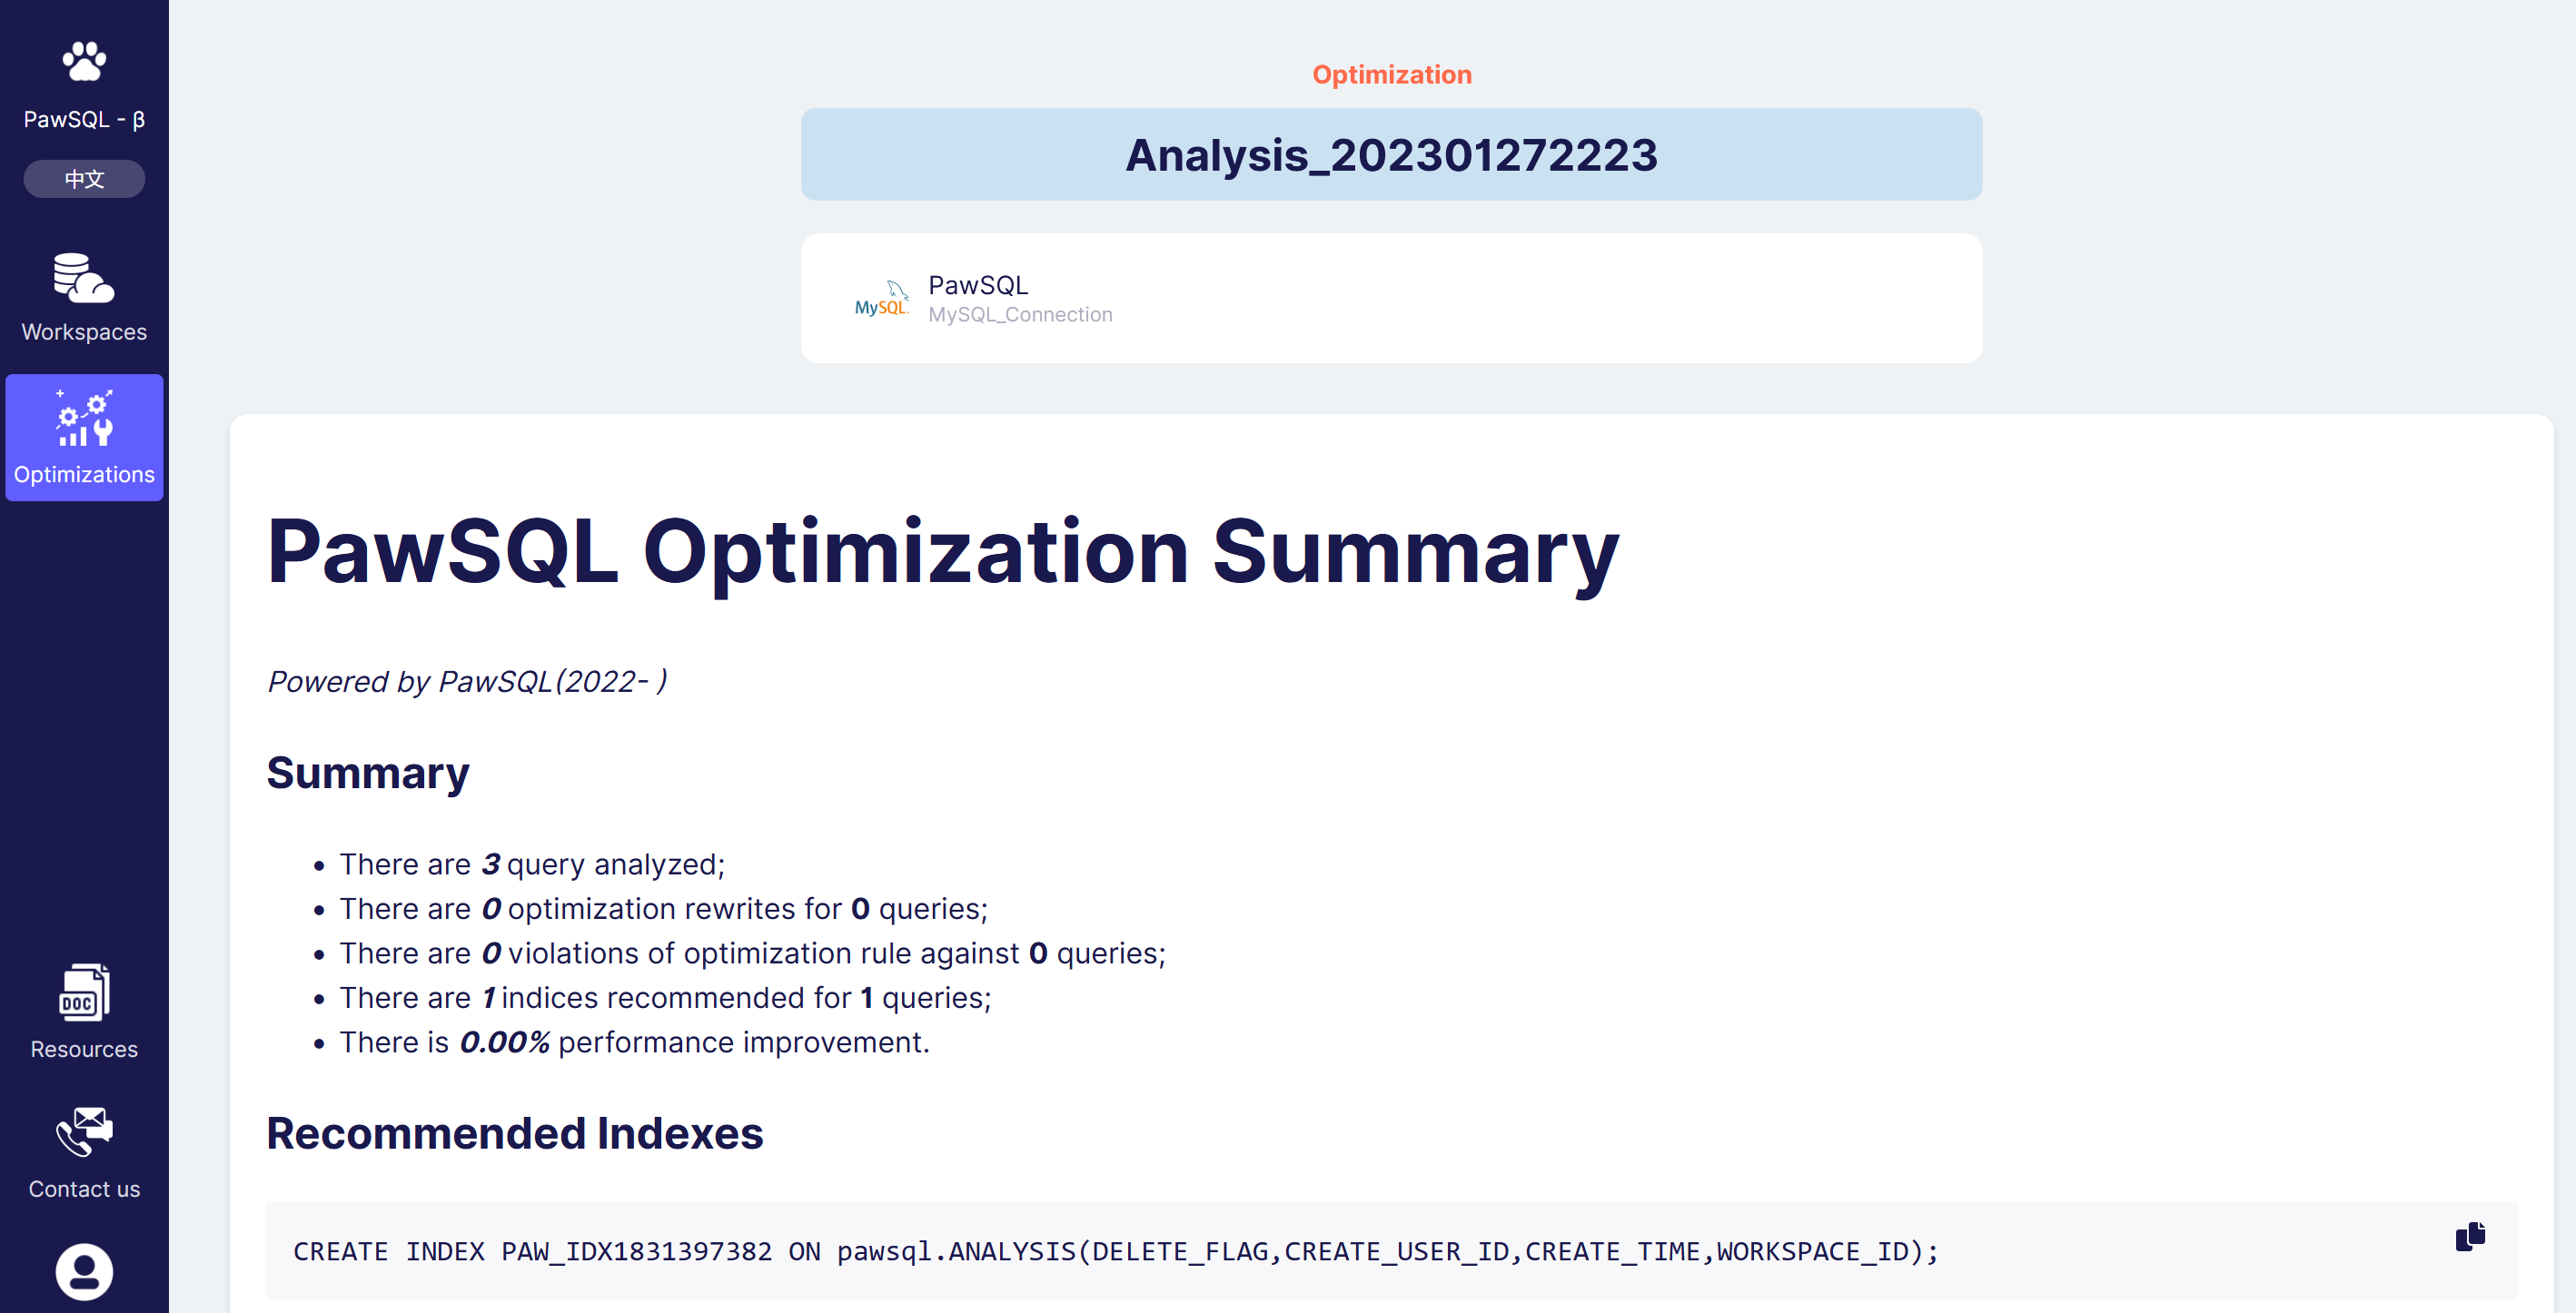 PawSQL - β
中文
Workspaces
Optimizations
Resources
Contact us
DOC
Optimization
Analysis_202301272223
MySQL
PawSQL
MySQL_Connection
PawSQL Optimization Summary
Powered by PawSQL(2022- )
Summary
There are 3 query analyzed;
There are 0 optimization rewrites for 0 queries;
There are 0 violations of optimization rule against 0 queries;
There are 1 indices recommended for 1 queries;
There is 0.00% performance improvement.
Recommended Indexes
CREATE INDEX PAW_IDX1831397382 ON pawsql.ANALYSIS(DELETE_FLAG,CREATE_USER_ID,CREATE_TIME,WORKSPACE_ID);